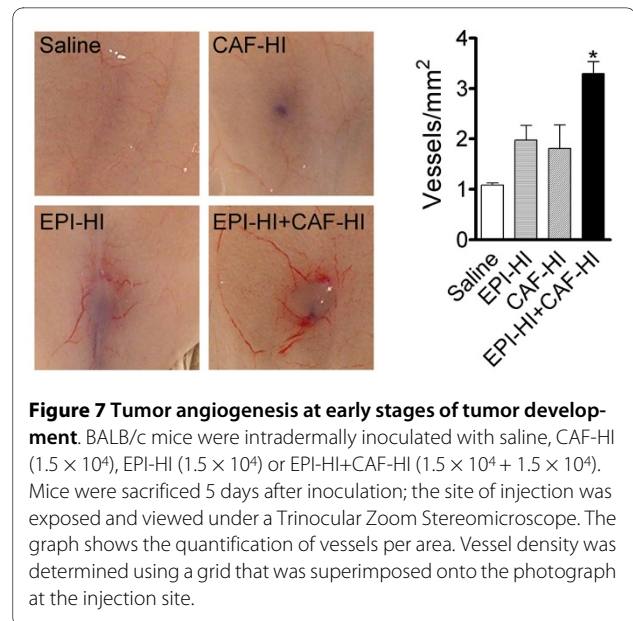 Saline
CAF-HI
EPI-HI
EPI-HI+CAF-HI
Vessels/mm²
4
3
2
1
0
*
Saline
EPI-HI
CAF-HI
EPI-HI+CAF-HI
Figure 7 Tumor angiogenesis at early stages of tumor develop-
ment. BALB/c mice were intradermally inoculated with saline, CAF-HI
(1.5 × 10⁴), EPI-HI (1.5 × 10⁴) or EPI-HI+CAF-HI (1.5 × 10⁴ + 1.5 × 10⁴).
Mice were sacrificed 5 days after inoculation; the site of injection was
exposed and viewed under a Trinocular Zoom Stereomicroscope. The
graph shows the quantification of vessels per area. Vessel density was
determined using a grid that was superimposed onto the photograph
at the injection site.